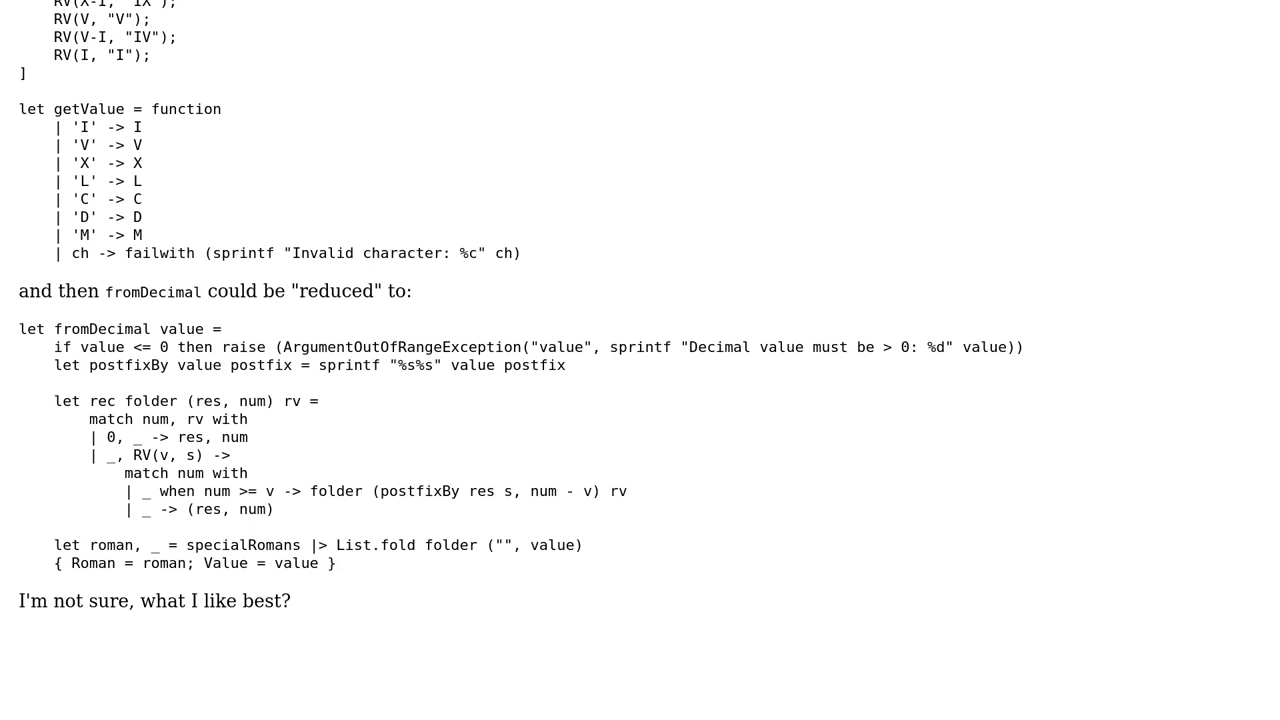 RV(X-I, "IX");
    RV(V, "V");
    RV(V-I, "IV");
    RV(I, "I");
]
let getValue = function
    | 'I' -> I
    | 'V' -> V
    | 'X' -> X
    | 'L' -> L
    | 'C' -> C
    | 'D' -> D
    | 'M' -> M
    | ch -> failwith (sprintf "Invalid character: %c" ch)
and then fromDecimal could be "reduced" to:
let fromDecimal value =
    if value <= 0 then raise (ArgumentOutOfRangeException("value", sprintf "Decimal value must be > 0: %d" value))
    let postfixBy value postfix = sprintf "%s%s" value postfix
    let rec folder (res, num) rv =
        match num, rv with
        | 0, _ -> res, num
        | _, RV(v, s) ->
            match num with
            | _ when num >= v -> folder (postfixBy res s, num - v) rv
            | _ -> (res, num)
    let roman, _ = specialRomans |> List.fold folder ("", value)
    { Roman = roman; Value = value }
I'm not sure, what I like best?